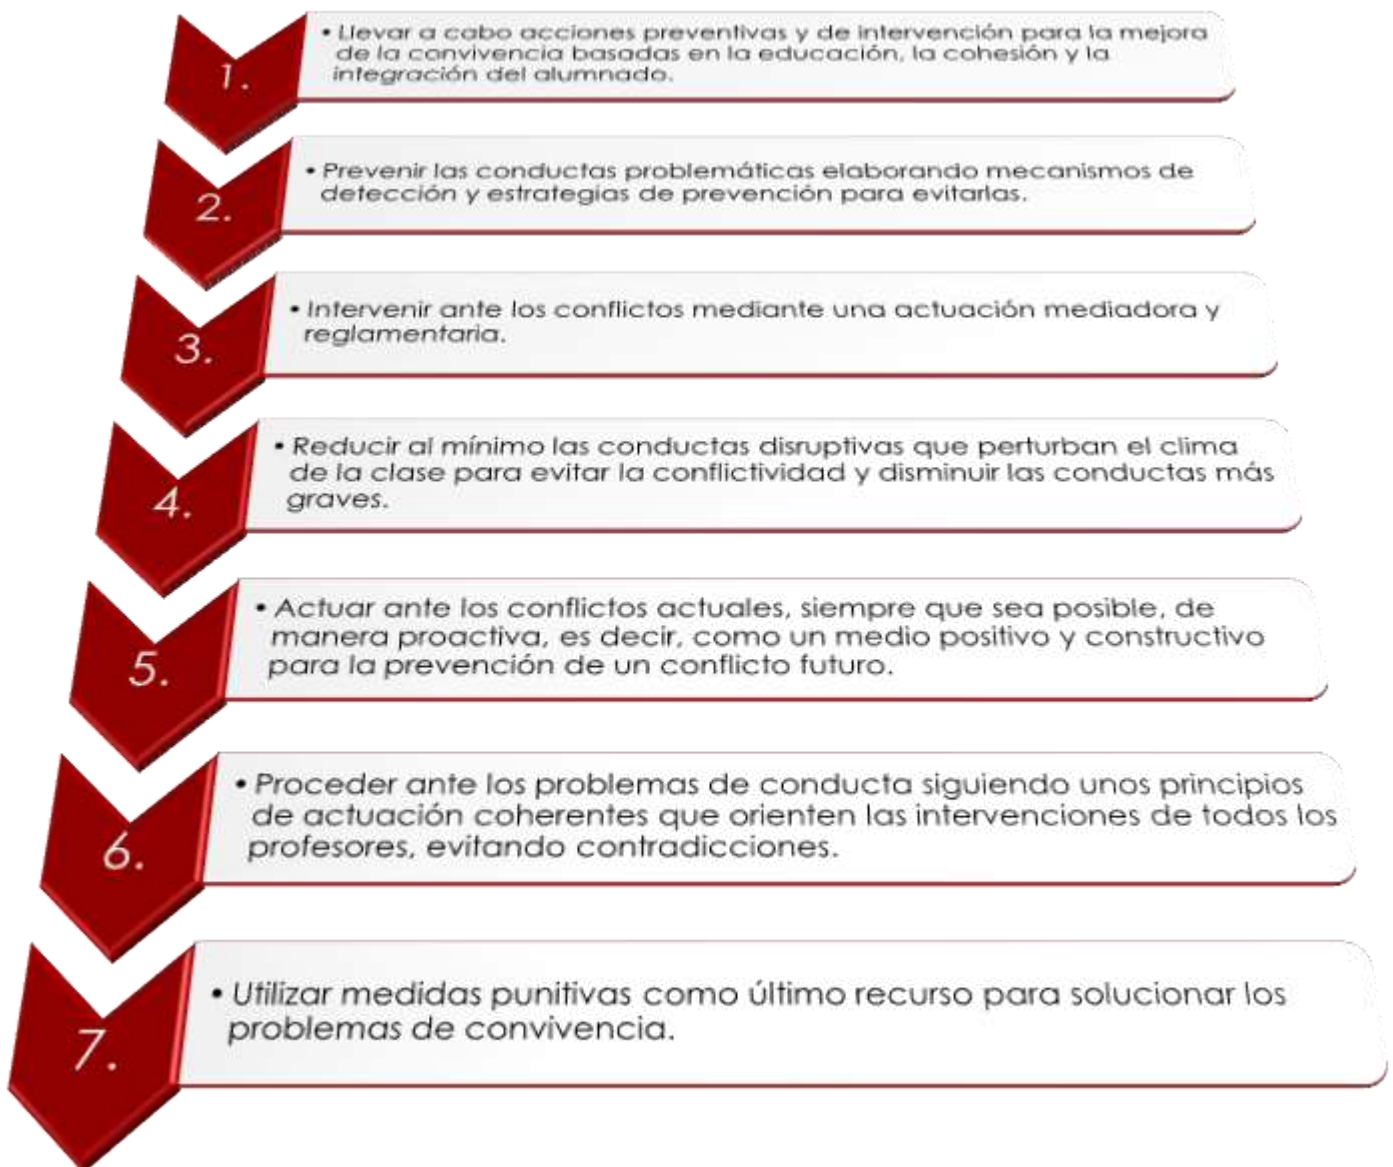 1.
• Llevar a cabo acciones preventivas y de intervención para la mejora
de la convivencia basadas en la educación, la cohesión y la
integración del alumnado.
2.
• Prevenir las conductas problemáticas elaborando mecanismos de
detección y estrategias de prevención para evitarlas.
3.
• Intervenir ante los conflictos mediante una actuación mediadora y
reglamentaria.
4.
• Reducir al mínimo las conductas disruptivas que perturban el clima
de la clase para evitar la conflictividad y disminuir las conductas más
graves.
5.
• Actuar ante los conflictos actuales, siempre que sea posible, de
manera proactiva, es decir, como un medio positivo y constructivo
para la prevención de un conflicto futuro.
6.
• Proceder ante los problemas de conducta siguiendo unos principios
de actuación coherentes que orienten las intervenciones de todos los
profesores, evitando contradicciones.
7.
• Utilizar medidas punitivas como último recurso para solucionar los
problemas de convivencia.